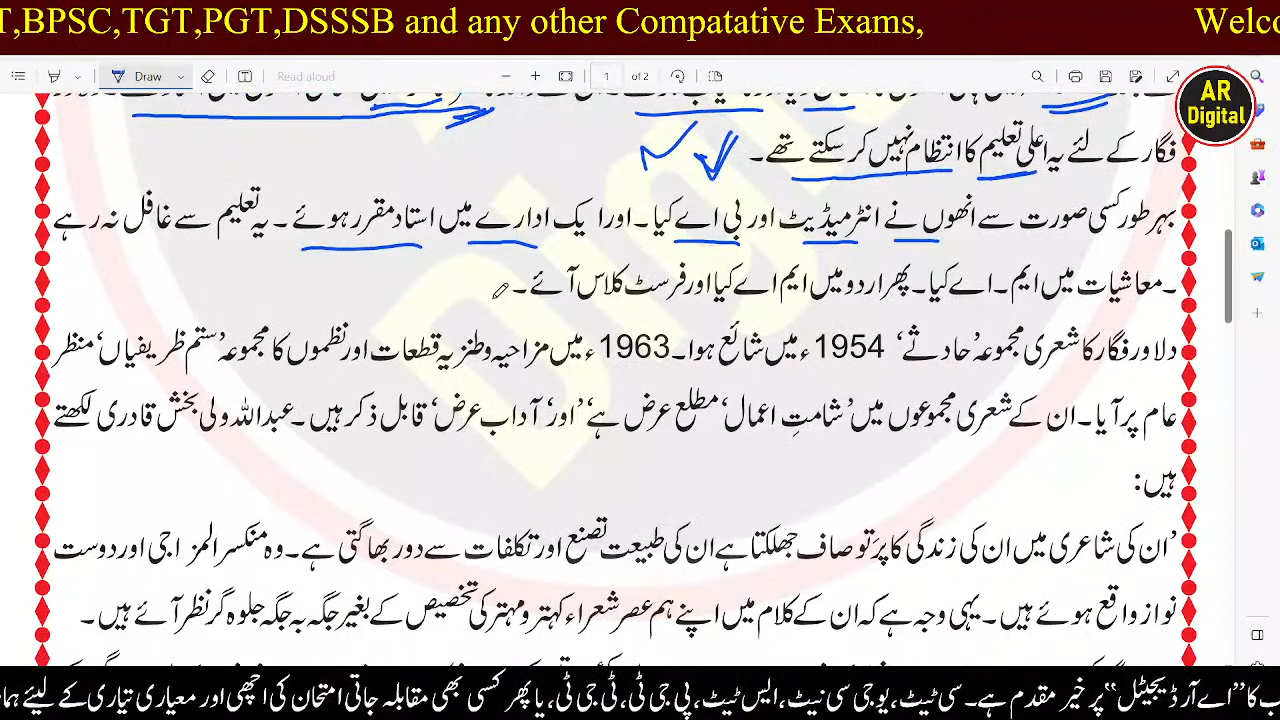 T,BPSC,TGT,PGT,DSSSB and any other Compatative Exams,
Welco
Draw
Read aloud
1 of 2
AR
Digital
فگار کے لئے یہ اعلیٰ تعلیم کا انتظام نہیں کر سکتے تھے۔
بہر طور کسی صورت سے انھوں نے انٹر میڈیٹ اور بی اے کیا۔ اور ایک ادارے میں استاد مقرر ہوئے۔ یہ تعلیم سے غافل نہ رہے
۔ معاشیات میں ایم۔ اے کیا۔ پھر اردو میں ایم اے کیا اور فرسٹ کلاس آئے۔
دلاور فگار کا شعری مجموعہ 'حادثے' 1954ء میں شائع ہوا۔ 1963ء میں مزاحیہ و طنزیہ قطعات اور نظموں کا مجموعہ 'ستم ظریفیاں' منظر
عام پر آیا۔ ان کے شعری مجموعوں میں 'شامتِ اعمال' 'مطلع عرض ہے' 'اور' آداب عرض' قابل ذکر ہیں۔ عبداللہ ولی بخش قادری لکھتے
ہیں:
'ان کی شاعری میں ان کی زندگی کا پرَتو صاف جھلکتا ہے ان کی طبیعت تصنع اور تکلفات سے دور بھاگتی ہے۔ وہ منکسر المزاجی اور دوست
نواز واقع ہوئے ہیں۔ یہی وجہ ہے کہ ان کے کلام میں اپنے ہم عصر شعراء کہتر و مہتر کی تخصیص کے بغیر جگہ بہ جگہ جلوہ گر نظر آئے ہیں۔
ب کا ''اے آر ڈیجیٹل'' پر خیر مقدم ہے۔ سی ٹیٹ، یو جی سی نیٹ، ایس ٹیٹ، پی جی ٹی، ٹی جی ٹی، یا پھر کسی بھی مقابلہ جاتی امتحان کی اچھی اور معیاری تیاری کے لیئے ہما